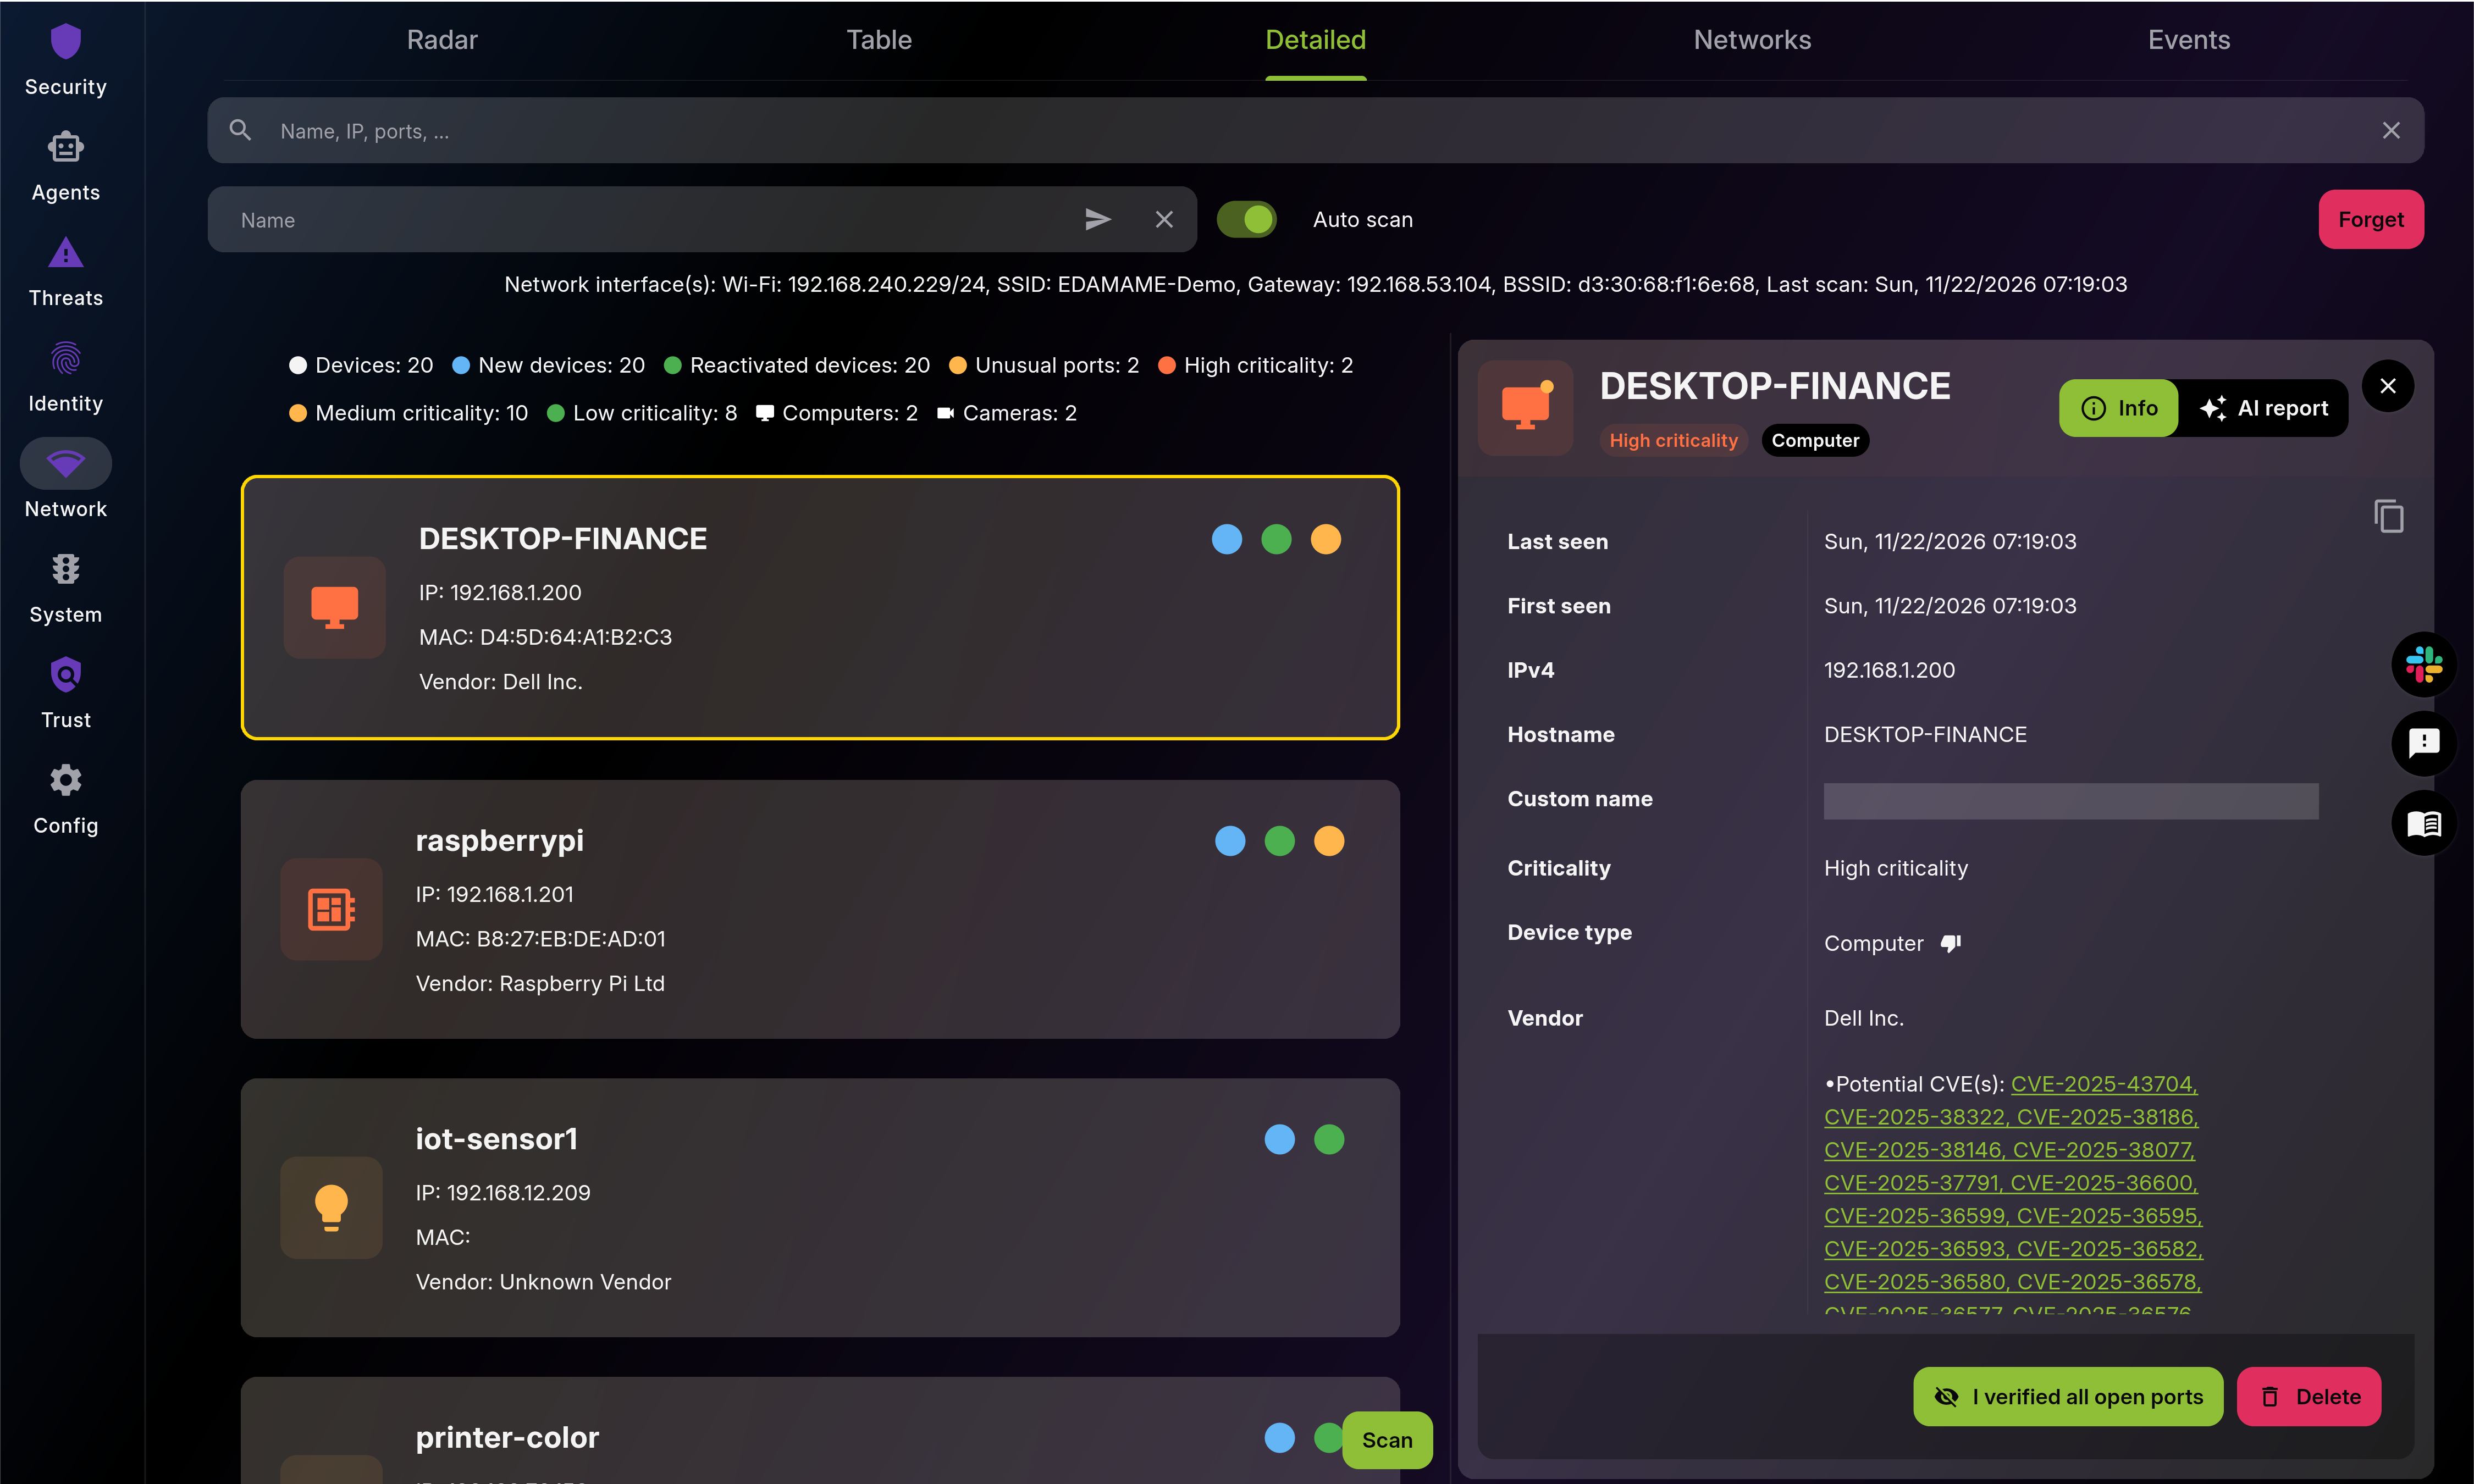 Security
Agents
Threats
Identity
Network
System
Trust
Config
Radar
Table
Detailed
Networks
Events
Name, IP, ports, ...
Name
Auto scan
Forget
Network interface(s): Wi-Fi: 192.168.240.229/24, SSID: EDAMAME-Demo, Gateway: 192.168.53.104, BSSID: d3:30:68:f1:6e:68, Last scan: Sun, 11/22/2026 07:19:03
Devices: 20 New devices: 20 Reactivated devices: 20 Unusual ports: 2 High criticality: 2
Medium criticality: 10 Low criticality: 8 Computers: 2 Cameras: 2
DESKTOP-FINANCE
IP: 192.168.1.200
MAC: D4:5D:64:A1:B2:C3
Vendor: Dell Inc.
raspberrypi
IP: 192.168.1.201
MAC: B8:27:EB:DE:AD:01
Vendor: Raspberry Pi Ltd
iot-sensor1
IP: 192.168.12.209
MAC:
Vendor: Unknown Vendor
printer-color
Scan
DESKTOP-FINANCE
High criticality
Computer
Info
AI report
Last seen Sun, 11/22/2026 07:19:03
First seen Sun, 11/22/2026 07:19:03
IPv4 192.168.1.200
Hostname DESKTOP-FINANCE
Custom name
Criticality High criticality
Device type Computer
Vendor Dell Inc.
•Potential CVE(s): CVE-2025-43704,
CVE-2025-38322, CVE-2025-38186,
CVE-2025-38146, CVE-2025-38077,
CVE-2025-37791, CVE-2025-36600,
CVE-2025-36599, CVE-2025-36595,
CVE-2025-36593, CVE-2025-36582,
CVE-2025-36580, CVE-2025-36578,
CVE-2025-36577, CVE-2025-36576,
I verified all open ports
Delete